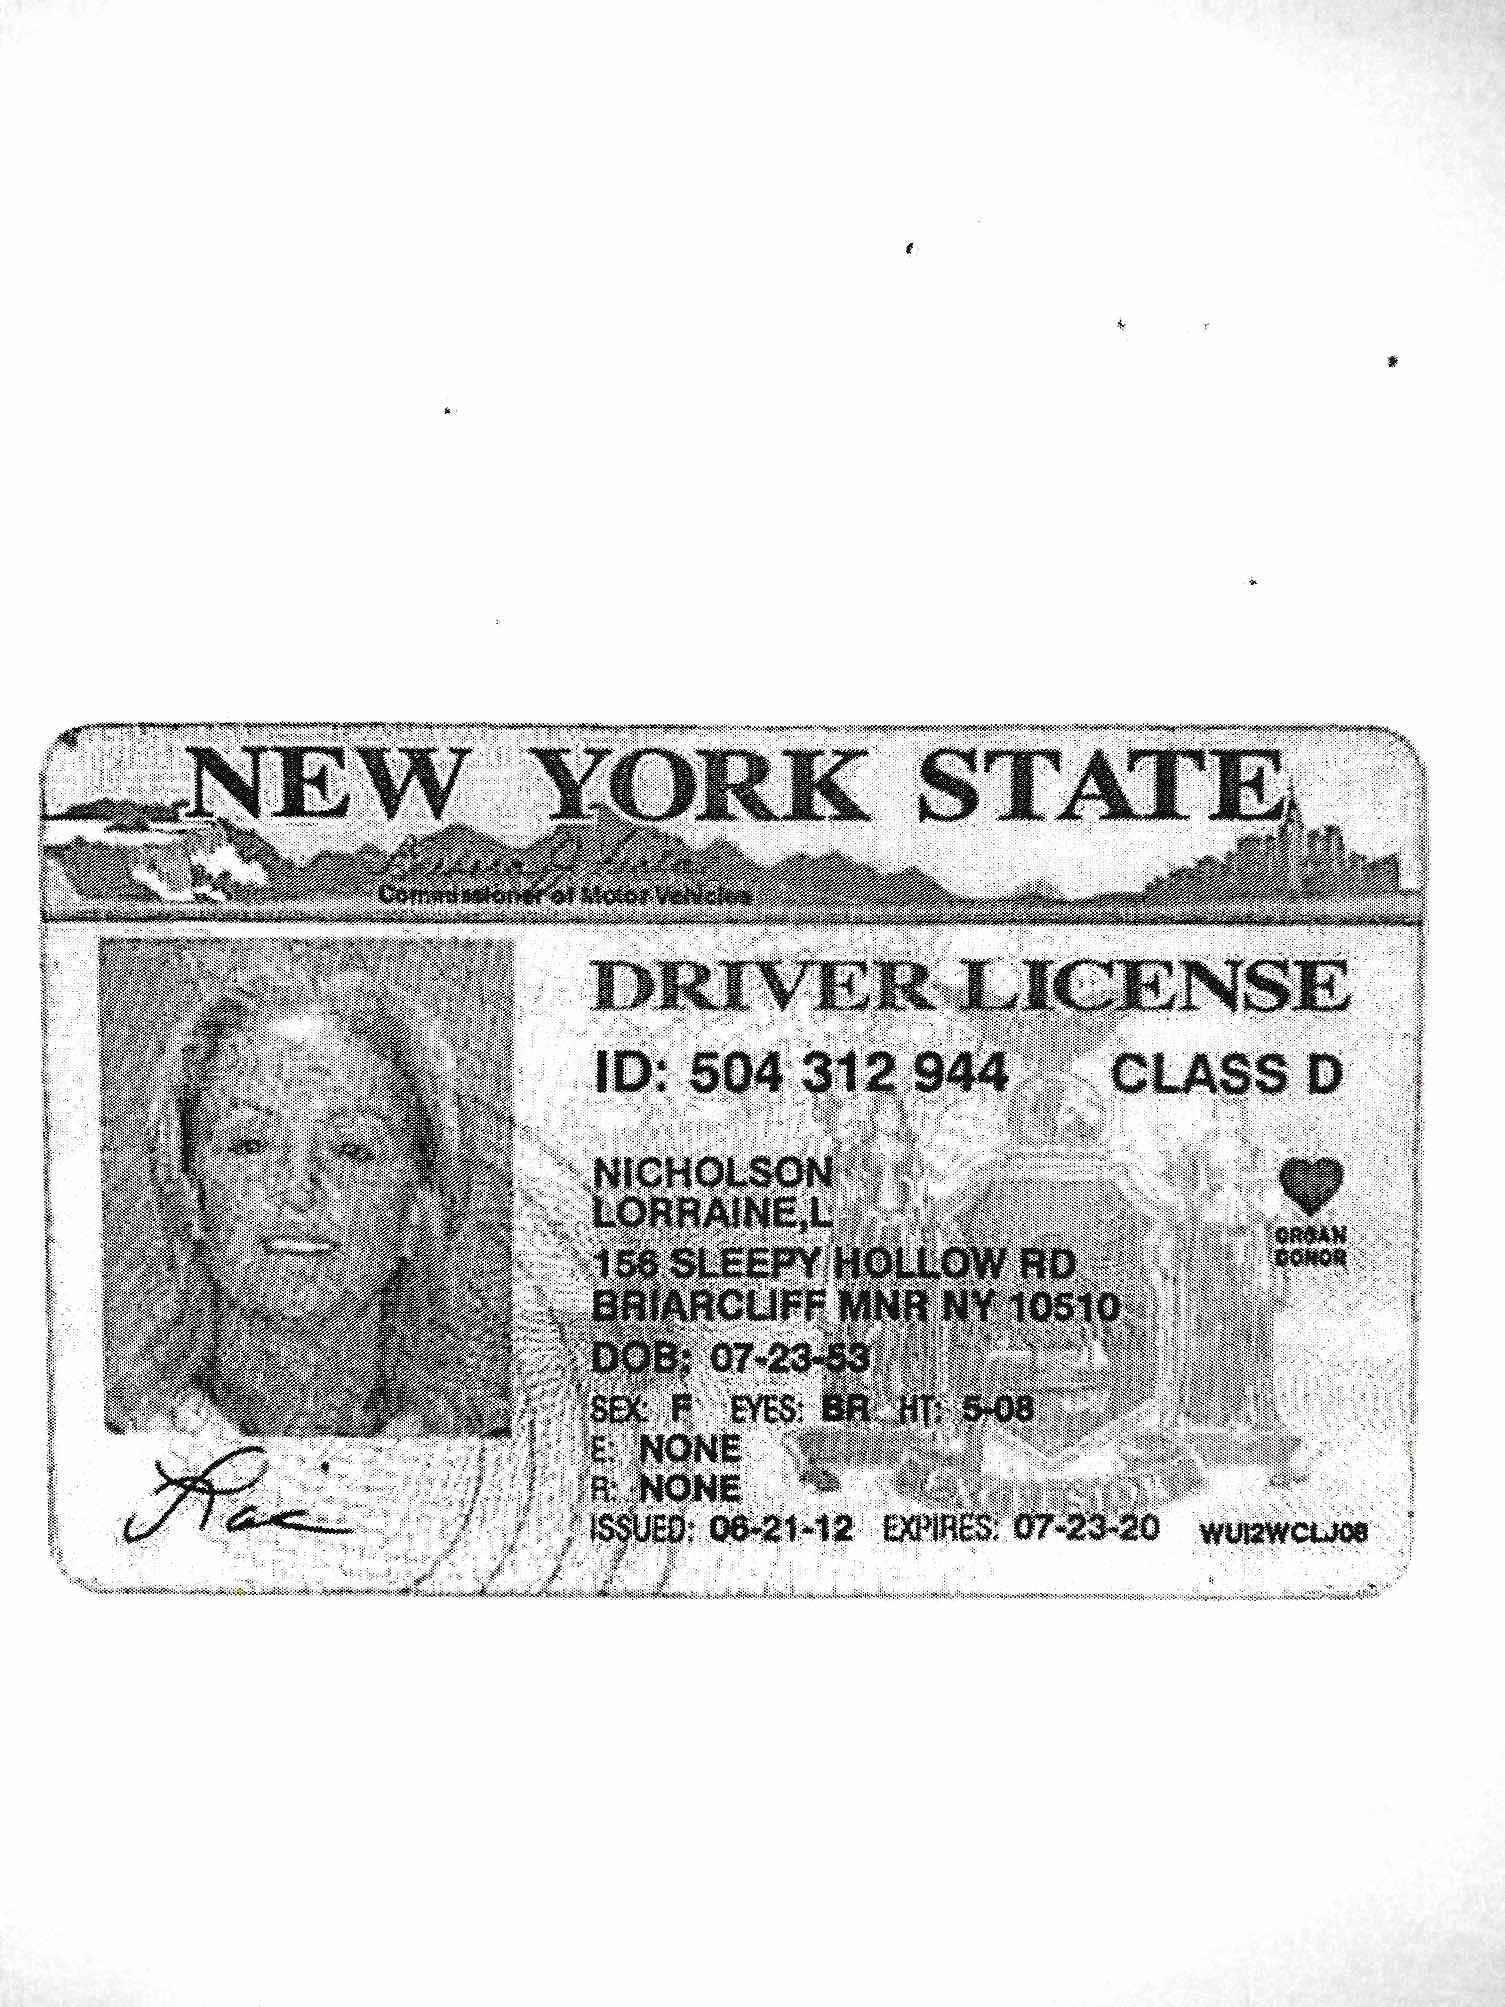 NEW YORK STATE
Commissioner of Motor Vehicles
DRIVER LICENSE
ID: 504 312 944 CLASS D
NICHOLSON
LORRAINE,L
156 SLEEPY HOLLOW RD
BRIARCLIFF MNR NY 10510
DOB: 07-23-53
SEX: F EYES: BR HT: 5-08
E: NONE
R: NONE
ISSUED: 06-21-12 EXPIRES: 07-23-20
WUI2WCLJ08
ORGAN
DONOR